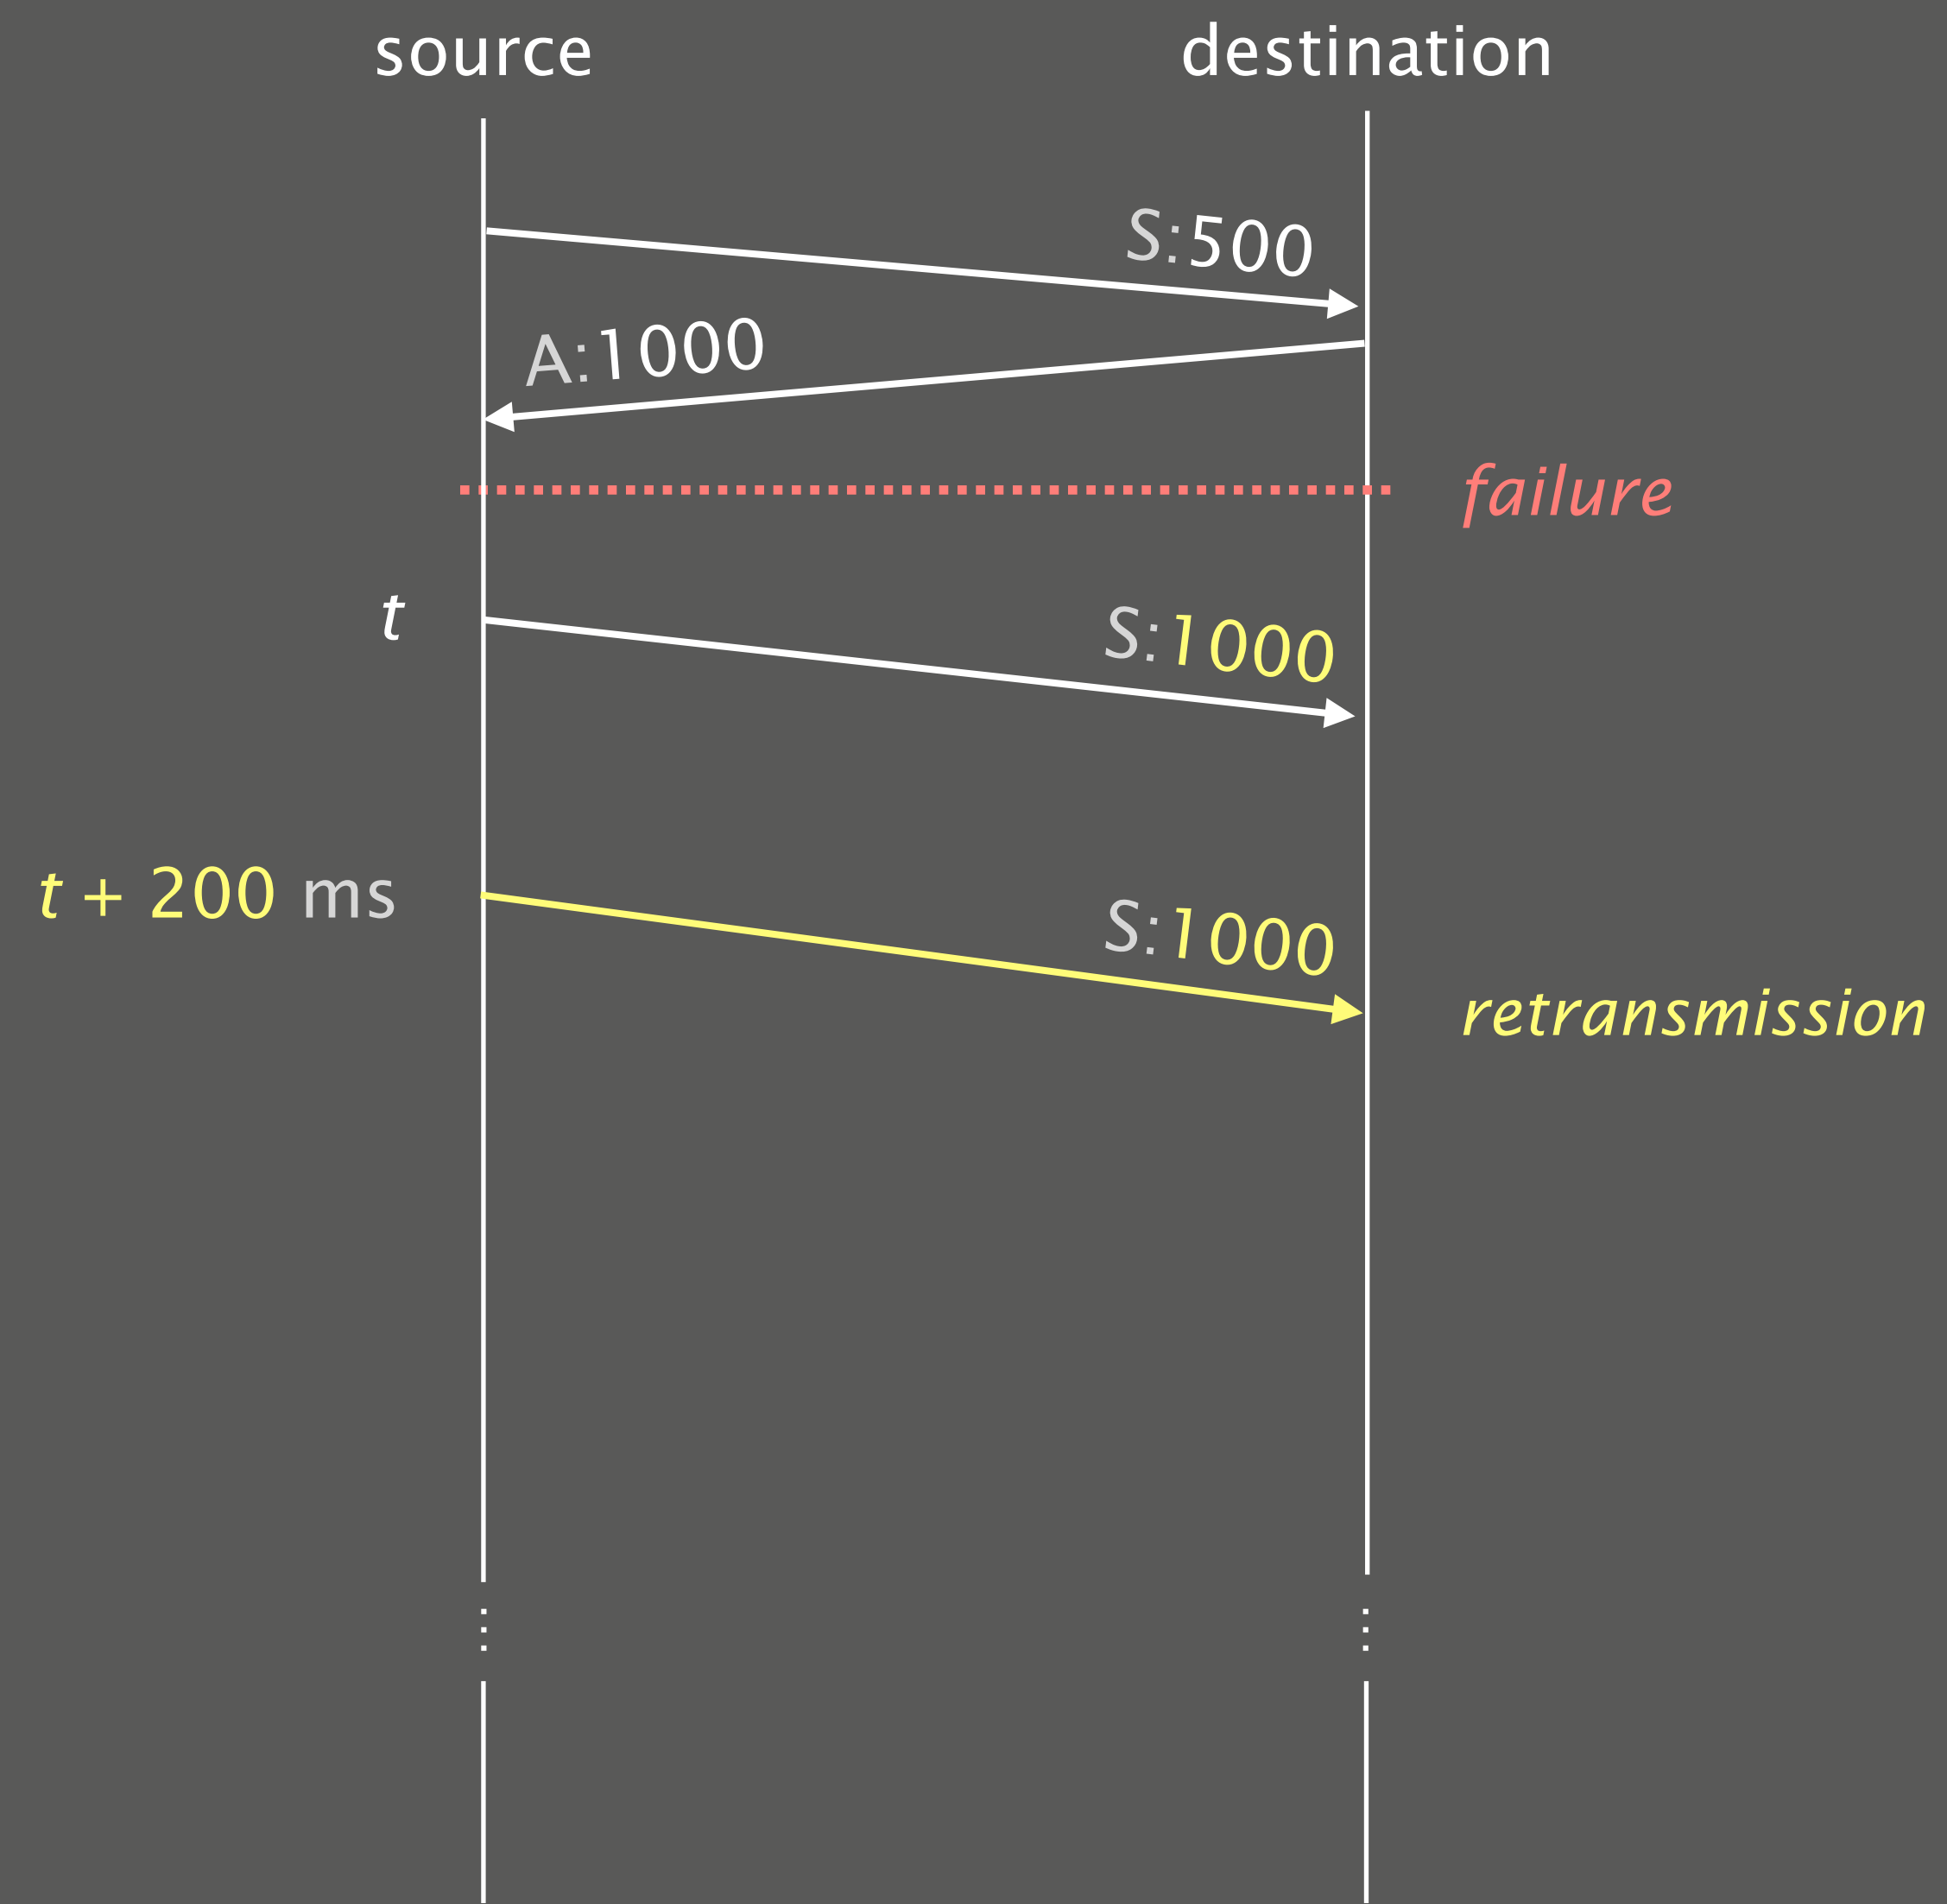 source
destination
S:500
A:1000
failure
t
S:1000
t + 200 ms
S:1000
retransmission